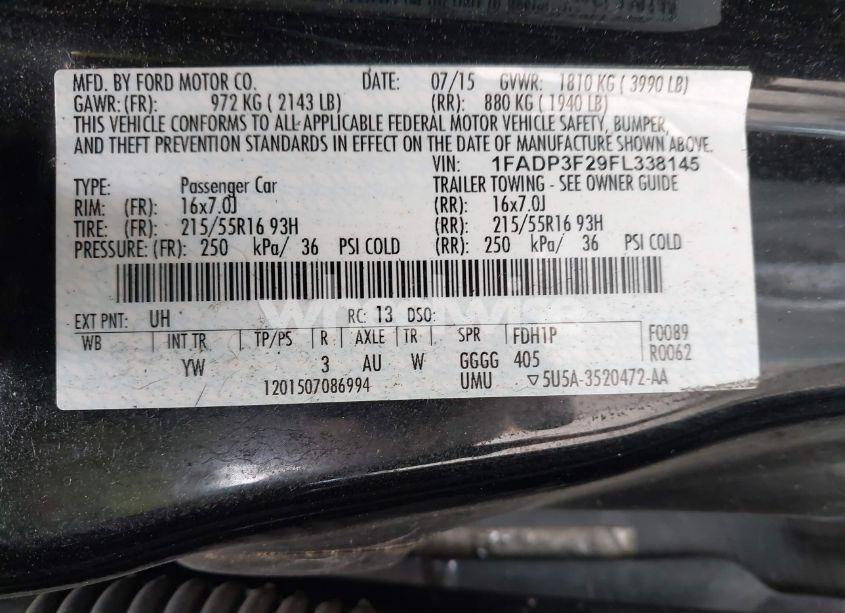 MFD. BY FORD MOTOR CO. DATE: 07/15 GVWR: 1810 KG ( 3990 LB)
GAWR: (FR): 972 KG ( 2143 LB) (RR): 880 KG ( 1940 LB)
THIS VEHICLE CONFORMS TO ALL APPLICABLE FEDERAL MOTOR VEHICLE SAFETY, BUMPER,
AND THEFT PREVENTION STANDARDS IN EFFECT ON THE DATE OF MANUFACTURE SHOWN ABOVE.
VIN: 1FADP3F29FL338145
TYPE: Passenger Car TRAILER TOWING - SEE OWNER GUIDE
RIM: (FR): 16x7.0J (RR): 16x7.0J
TIRE: (FR): 215/55R16 93H (RR): 215/55R16 93H
PRESSURE: (FR): 250 kPa/ 36 PSI COLD (RR): 250 kPa/ 36 PSI COLD
EXT PNT: UH RC: 13 DSO:
WB INT TR TP/PS R AXLE TR SPR FDH1P F0089
YW 3 AU W GGGG 405 R0062
1201507086994 UMU ▽5U5A-3520472-AA